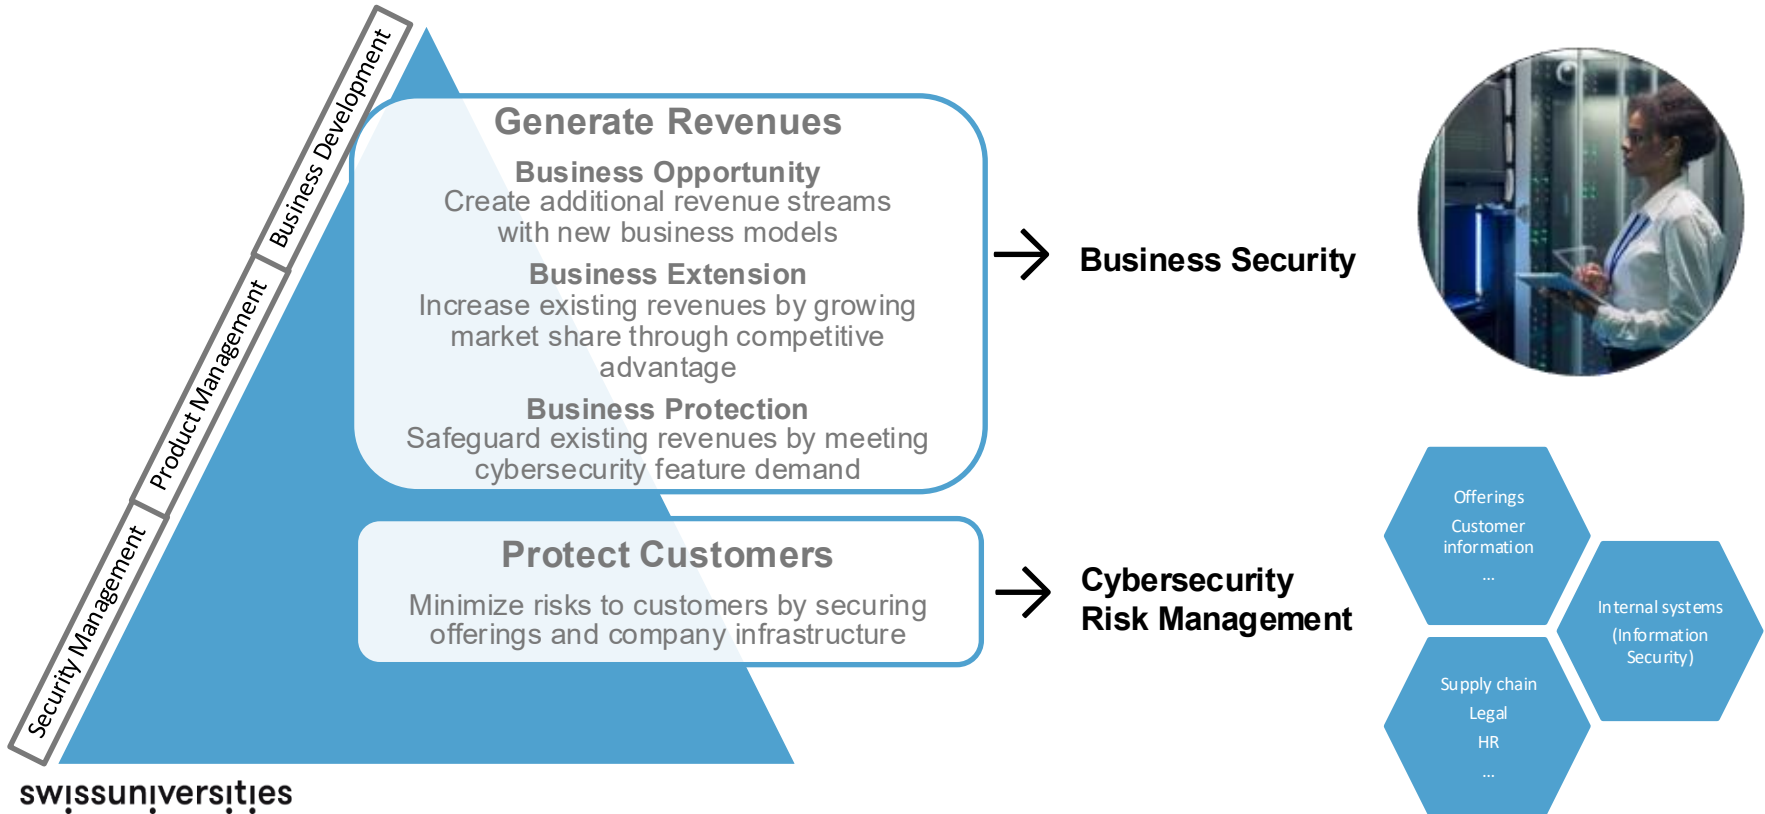 Business Development
Product Management
Security Management
Generate Revenues
Business Opportunity
Create additional revenue streams
with new business models
Business Extension
Increase existing revenues by growing
market share through competitive
advantage
Business Protection
Safeguard existing revenues by meeting
cybersecurity feature demand
Protect Customers
Minimize risks to customers by securing
offerings and company infrastructure
Business Security
Cybersecurity
Risk Management
Offerings
Customer
information
...
Internal systems
(Information
Security)
Supply chain
Legal
HR
...
swissuniversities